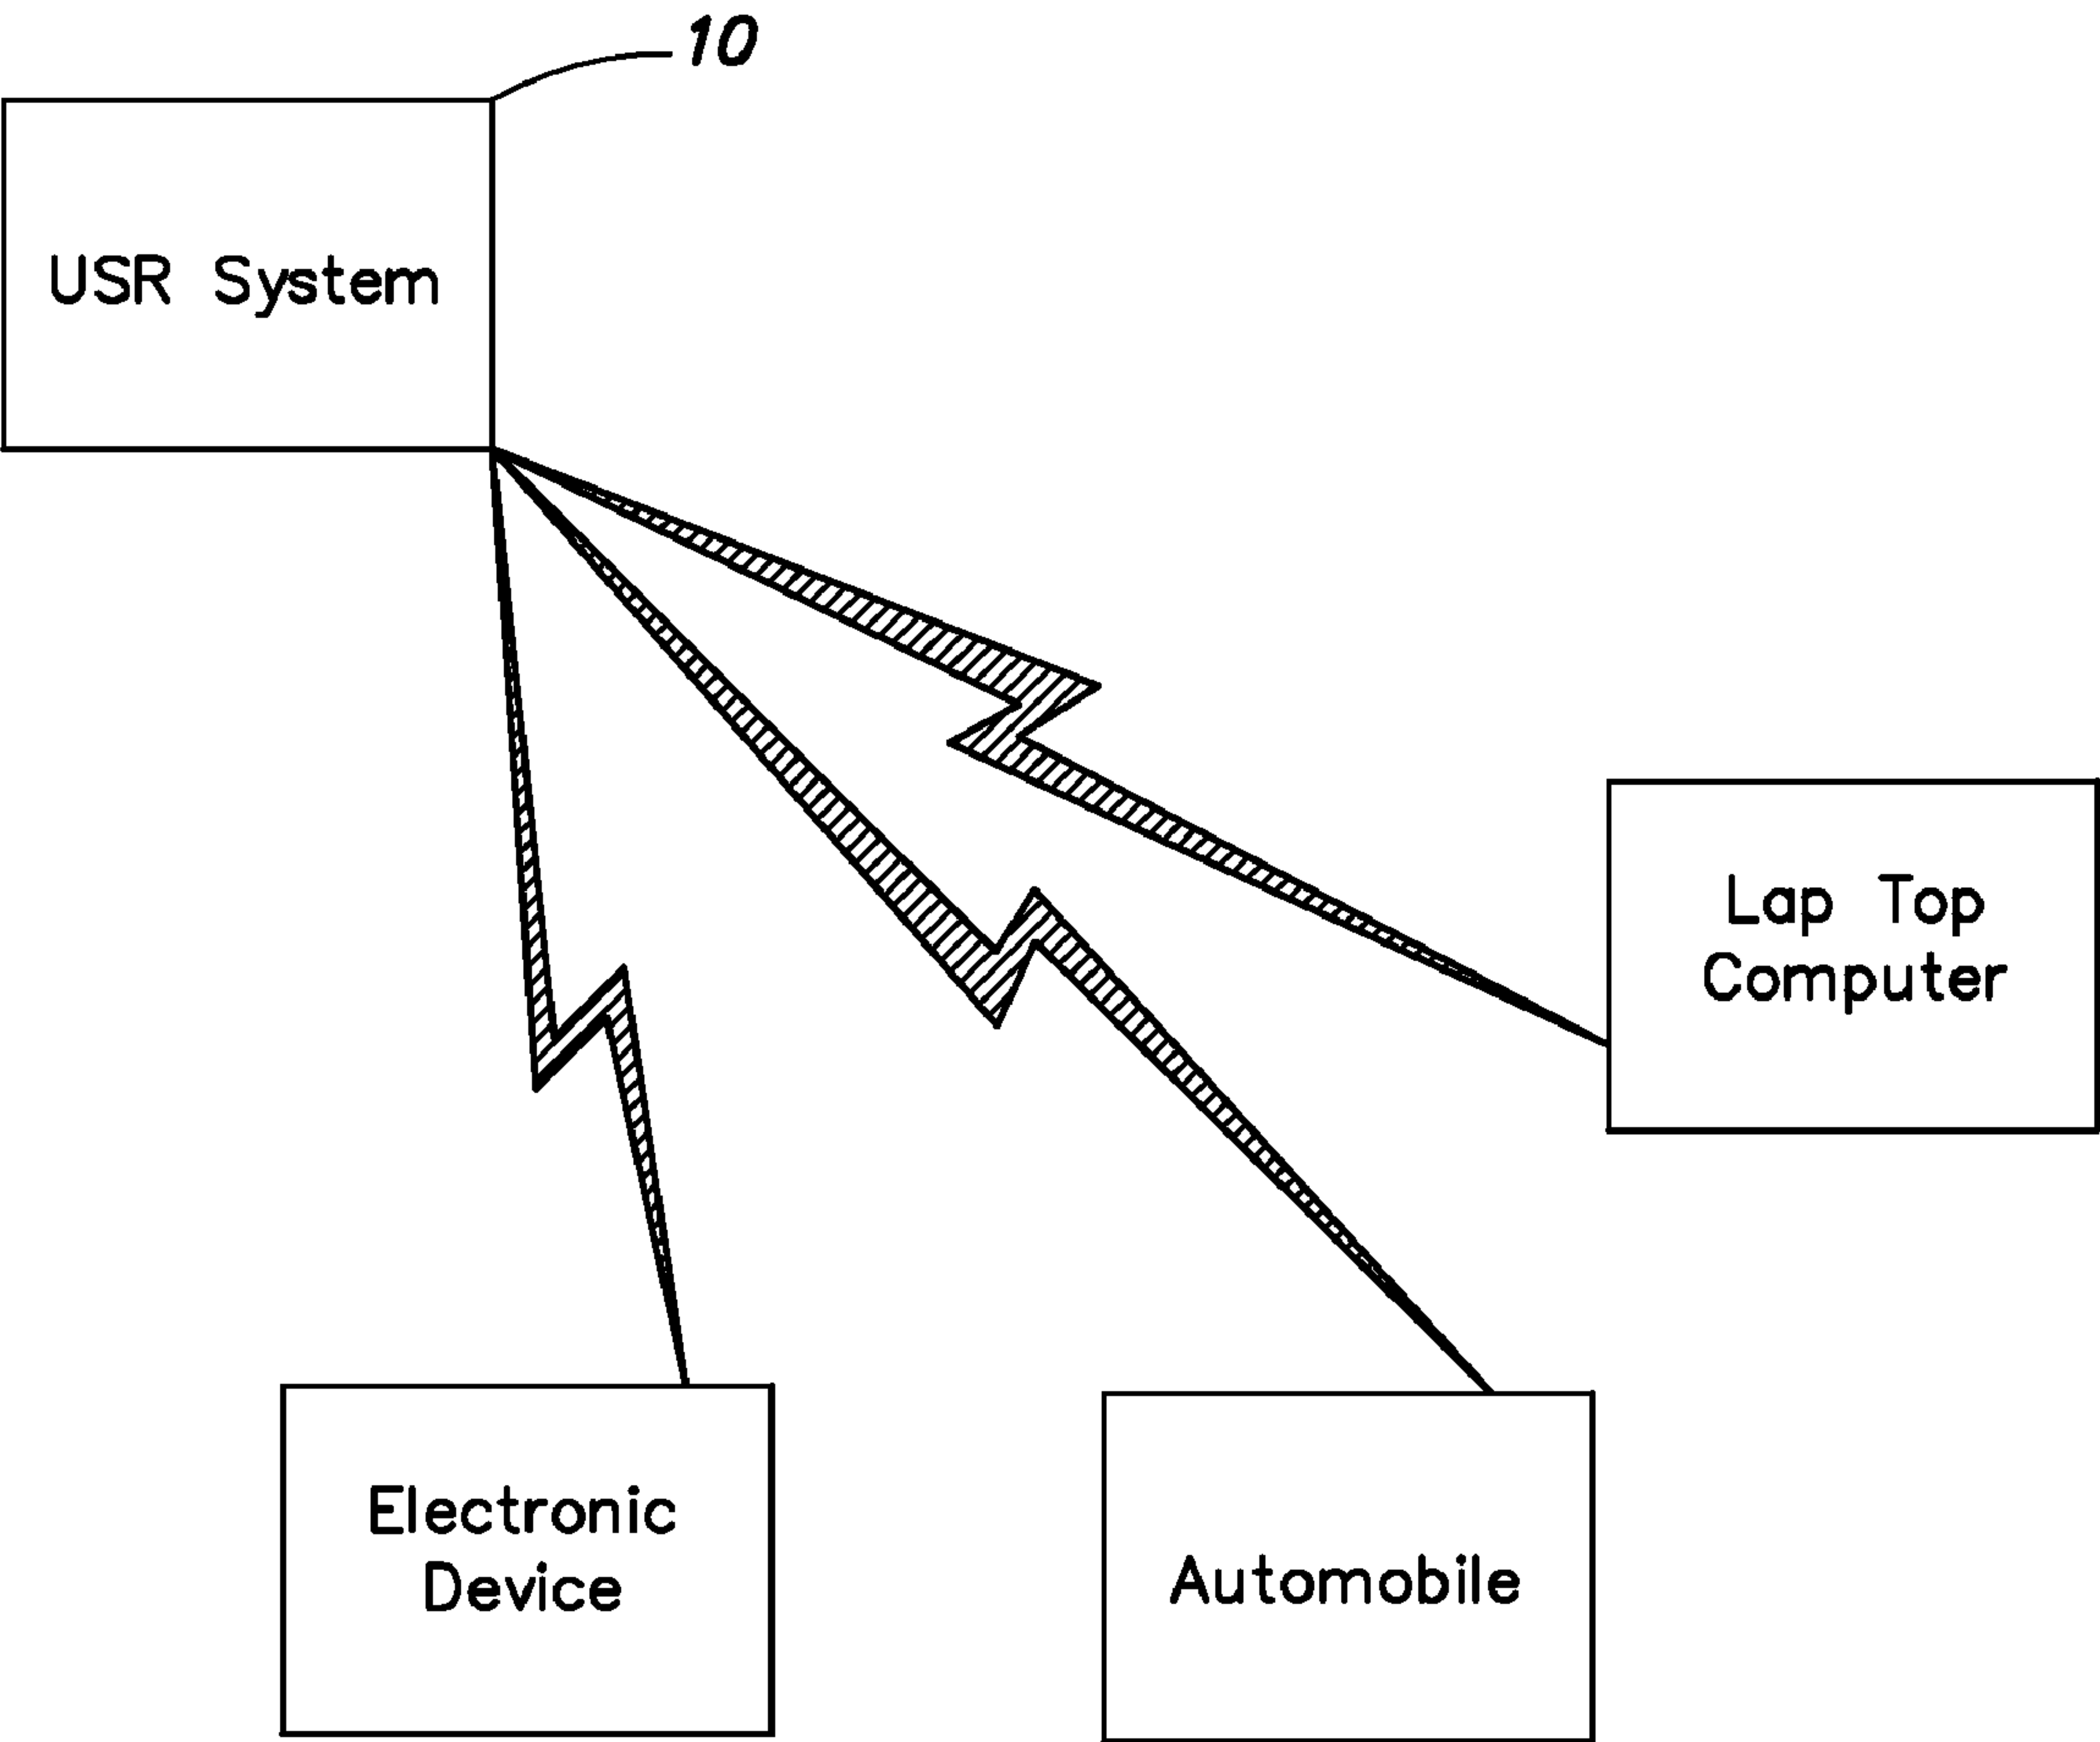 10
USR System
Lap Top
Computer
Electronic
Device
Automobile